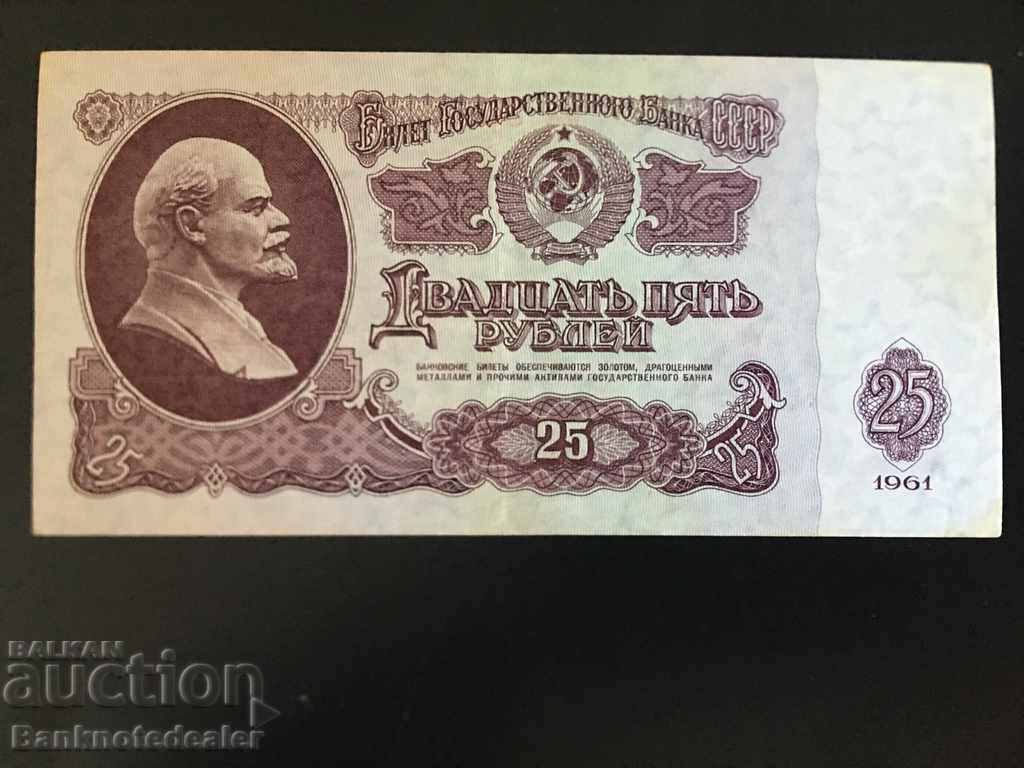 Билет Государственного Банка СССР
Двадцать пять
рублей
БАНКОВСКИЕ БИЛЕТЫ ОБЕСПЕЧИВАЮТСЯ ЗОЛОТОМ, ДРАГОЦЕННЫМИ
МЕТАЛЛАМИ И ПРОЧИМИ АКТИВАМИ ГОСУДАРСТВЕННОГО БАНКА
25
25
25
25
1961
BALKAN
auction
Banknotedealer